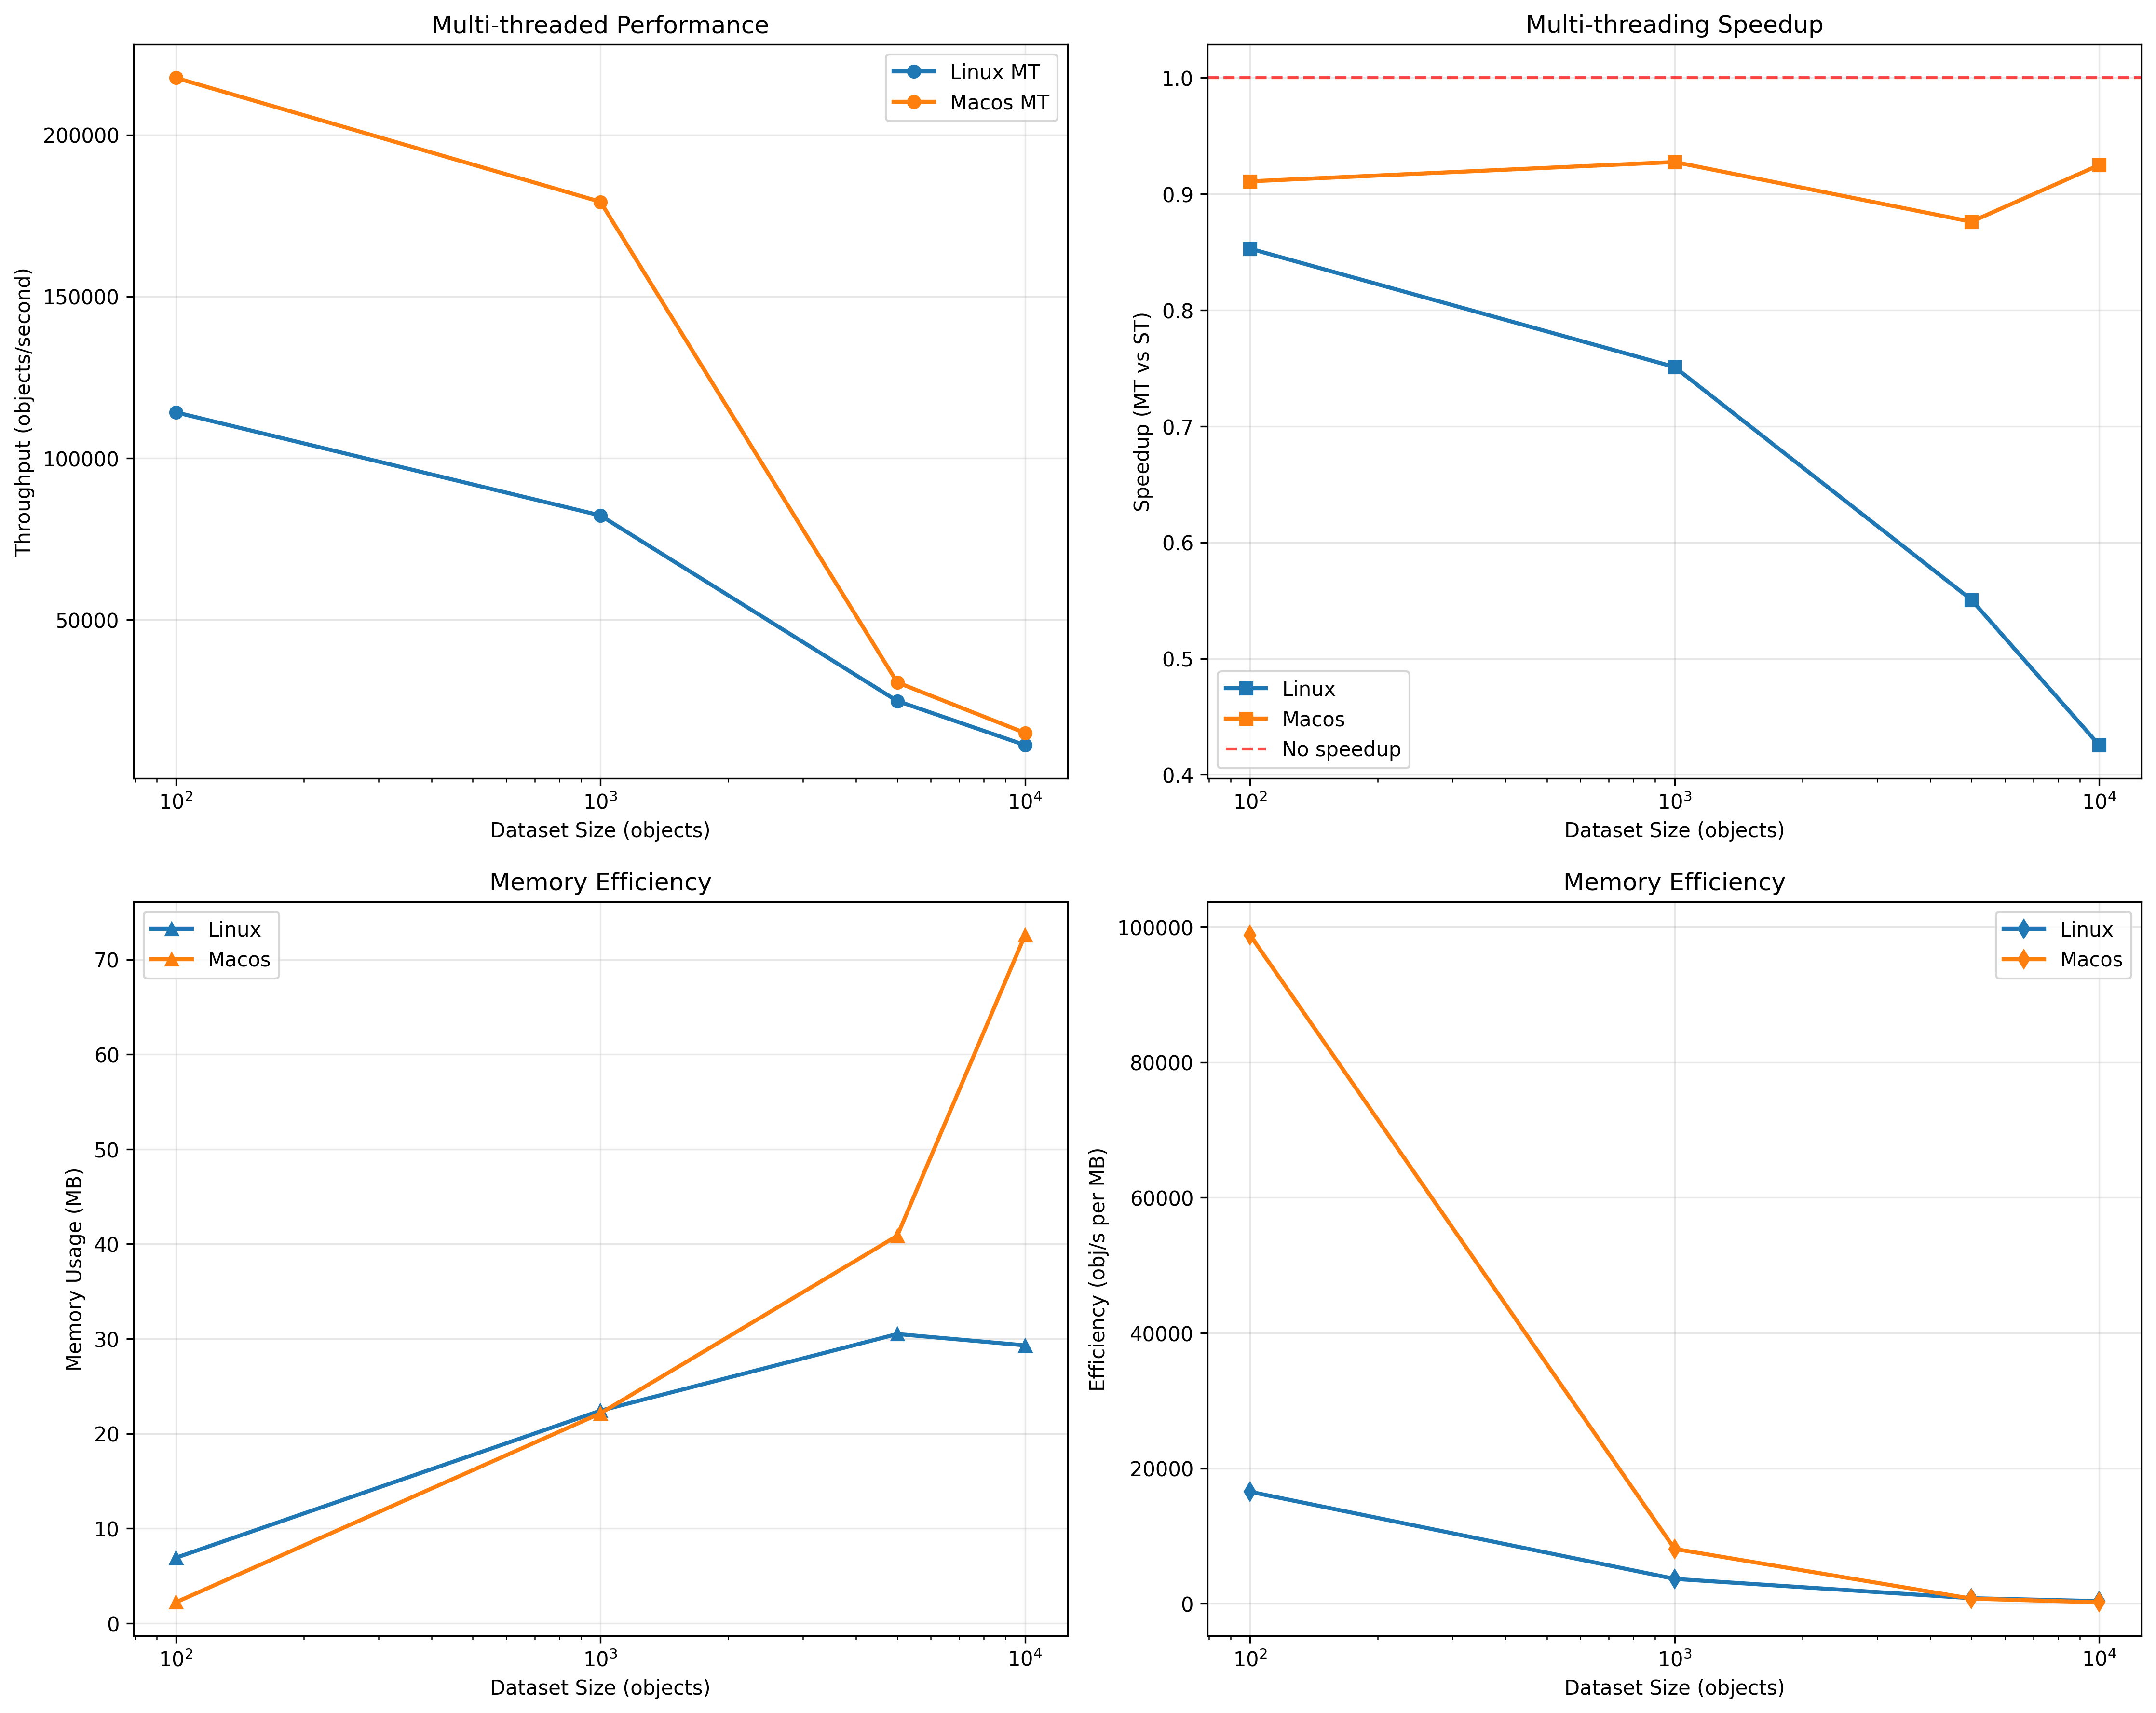 Multi-threaded Performance
Throughput (objects/second)
200000
150000
100000
50000
Linux MT
Macos MT
10²
10³
10⁴
Dataset Size (objects)
Multi-threading Speedup
Speedup (MT vs ST)
1.0
0.9
0.8
0.7
0.6
0.5
0.4
Linux
Macos
No speedup
10²
10³
10⁴
Dataset Size (objects)
Memory Efficiency
Memory Usage (MB)
70
60
50
40
30
20
10
0
Linux
Macos
10²
10³
10⁴
Dataset Size (objects)
Memory Efficiency
Efficiency (obj/s per MB)
100000
80000
60000
40000
20000
0
Linux
Macos
10²
10³
10⁴
Dataset Size (objects)